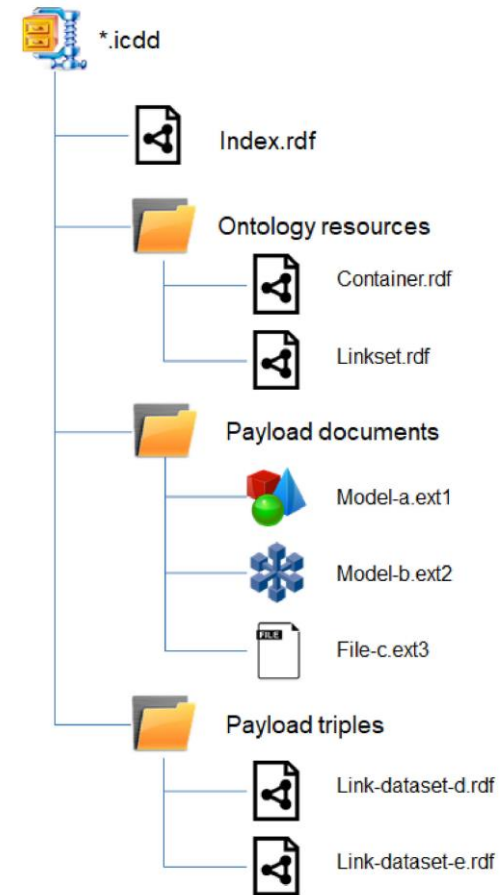 *.icdd
Index.rdf
Ontology resources
Container.rdf
Linkset.rdf
Payload documents
Model-a.ext1
Model-b.ext2
FILE
File-c.ext3
Payload triples
Link-dataset-d.rdf
Link-dataset-e.rdf